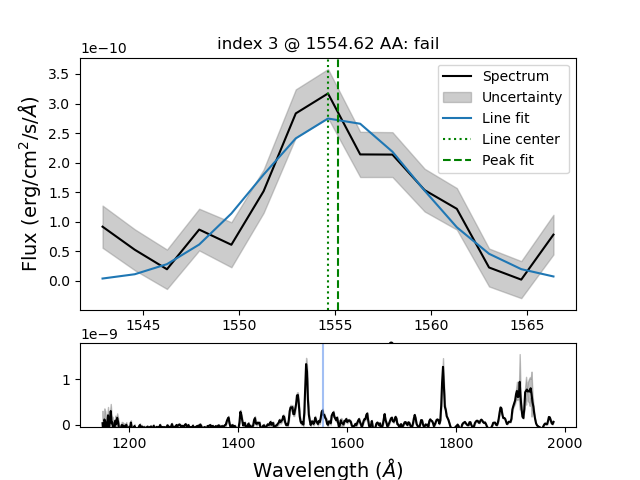 index 3 @ 1554.62 AA: fail
1e−10
Flux (erg/cm²/s/Å)
3.5
3.0
2.5
2.0
1.5
1.0
0.5
0.0
Spectrum
Uncertainty
Line fit
Line center
Peak fit
1545
1550
1555
1560
1565
1e−9
1
0
1200
1400
1600
1800
2000
Wavelength (Å)